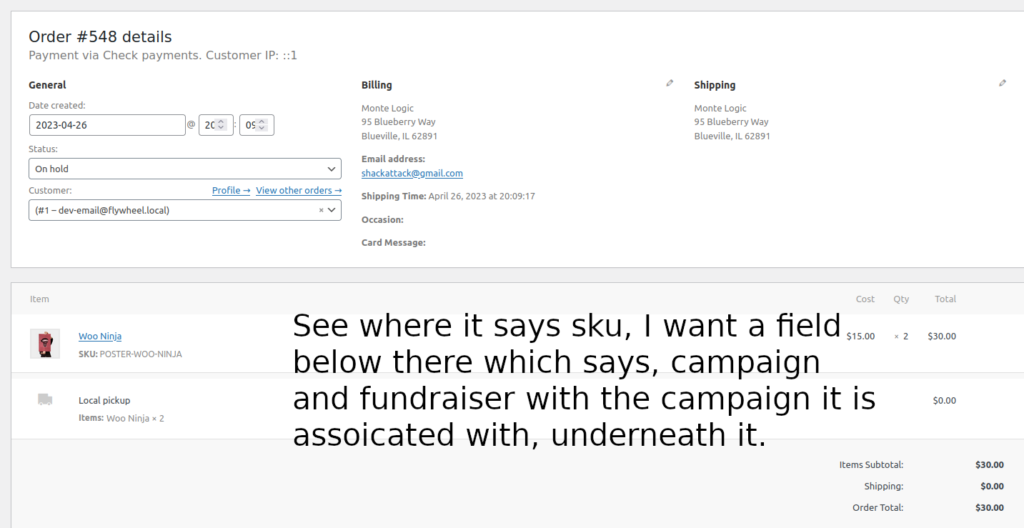 Order #548 details
Payment via Check payments. Customer IP: ::1
General
Date created:
2023-04-26 @ 20 : 09
Status:
On hold
Customer: Profile → View other orders →
(#1 – dev-email@flywheel.local) ×
Billing
Monte Logic
95 Blueberry Way
Blueville, IL 62891
Email address:
shackattack@gmail.com
Shipping Time: April 26, 2023 at 20:09:17
Occasion:
Card Message:
Shipping
Monte Logic
95 Blueberry Way
Blueville, IL 62891
Item Cost Qty Total
Woo Ninja $15.00 × 2 $30.00
SKU: POSTER-WOO-NINJA
See where it says sku, I want a field
below there which says, campaign
and fundraiser with the campaign it is
assoicated with, underneath it.
Local pickup $0.00
Items: Woo Ninja × 2
Items Subtotal: $30.00
Shipping: $0.00
Order Total: $30.00